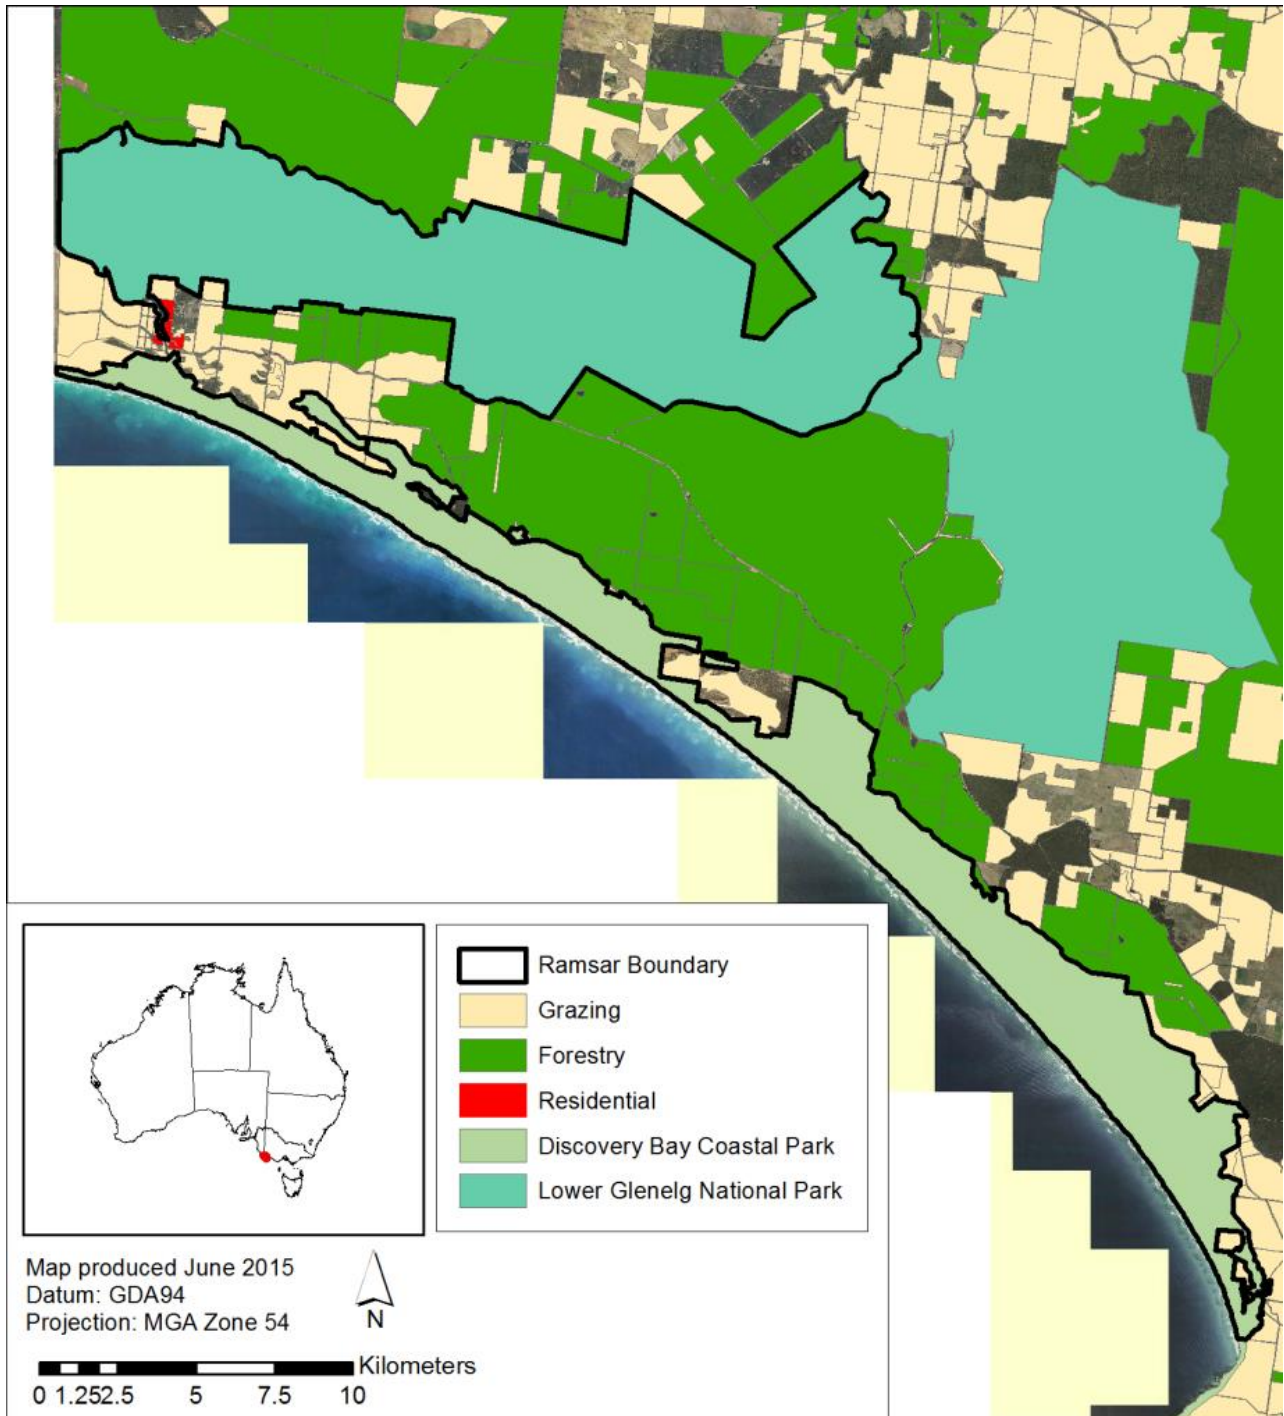 Ramsar Boundary
Grazing
Forestry
Residential
Discovery Bay Coastal Park
Lower Glenelg National Park
Map produced June 2015
Datum: GDA94
Projection: MGA Zone 54
N
Kilometers
0 1.252.5 5 7.5 10